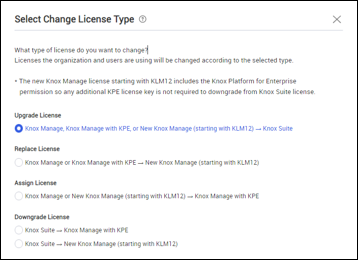 Select Change License Type ?
What type of license do you want to change?
Licenses the organization and users are using will be changed according to the selected type.
• The new Knox Manage license starting with KLM12 includes the Knox Platform for Enterprise
permission so any additional KPE license key is not required to downgrade from Knox Suite license.
Upgrade License
Knox Manage, Knox Manage with KPE, or New Knox Manage (starting with KLM12) → Knox Suite
Replace License
Knox Manage or Knox Manage with KPE → New Knox Manage (starting with KLM12)
Assign License
Knox Manage or New Knox Manage (starting with KLM12) → Knox Manage with KPE
Downgrade License
Knox Suite → Knox Manage with KPE
Knox Suite → New Knox Manage (starting with KLM12)